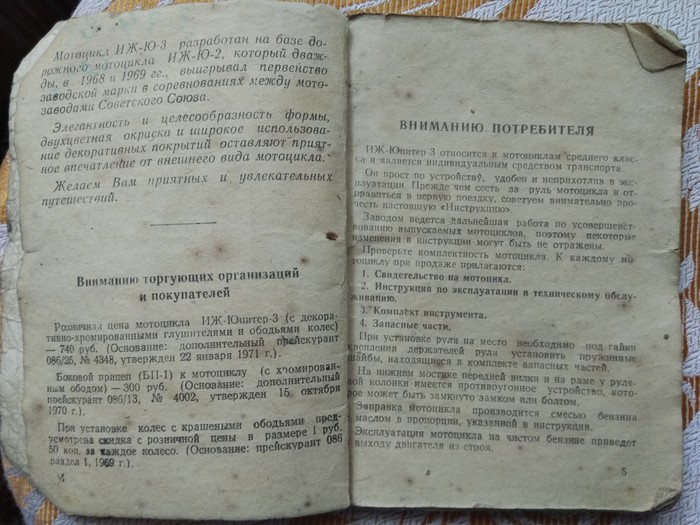 Мотоцикл ИЖ-Ю-3 разработан на базе до-
рожного мотоцикла ИЖ-Ю-2, который дваж-
ды, в 1968 и 1969 гг., выигрывал первенство
заводской марки в соревнованиях между мото-
заводами Советского Союза.
Элегантность и целесообразность формы,
двухцветная окраска и широкое использова-
ние декоративных покрытий оставляют прият-
ное впечатление от внешнего вида мотоцикла.
Желаем Вам приятных и увлекательных
путешествий.
Вниманию торгующих организаций
и покупателей
Розничная цена мотоцикла ИЖ-Юпитер-3 (с декора-
тивно-хромированными глушителями и ободьями колес)
— 740 руб. (Основание: дополнительный прейскурант
086/25, № 4348, утвержден 22 января 1971 г.).
Боковой прицеп (БП-1) к мотоциклу (с хромирован-
ным ободом) — 300 руб. (Основание: дополнительный
прейскурант 086/13, № 4002, утвержден 15 октября
1970 г.).
При установке колес с крашеными ободьями пред-
усмотрена скидка с розничной цены в размере 1 руб.
50 коп. за каждое колесо. (Основание: прейскурант 086
раздел 1, 1969 г.).
4
ВНИМАНИЮ ПОТРЕБИТЕЛЯ
ИЖ-Юпитер-3 относится к мотоциклам среднего клас-
са и является индивидуальным средством транспорта.
Он прост по устройству, удобен и неприхотлив в экс-
плуатации. Прежде чем сесть за руль мотоцикла и от-
правиться в первую поездку, советуем внимательно про-
честь настоящую «Инструкцию».
Заводом ведется дальнейшая работа по усовершенст-
вованию выпускаемых мотоциклов, поэтому некоторые
изменения в инструкции могут быть не отражены.
Проверьте комплектность мотоцикла. К каждому мо-
тоциклу при продаже прилагаются:
1. Свидетельство на мотоцикл.
2. Инструкция по эксплуатации и техническому обслу-
живанию.
3. Комплект инструмента.
4. Запасные части.
При установке руля на место необходимо под гайки
крепления держателей руля установить пружинные
шайбы, находящиеся в комплекте запасных частей.
На нижнем мостике передней вилки и на раме у руле-
вой колонки имеется противоугонное устройство, кото-
рое может быть замкнуто замком или болтом.
Заправка мотоцикла производится смесью бензина
с маслом в пропорции, указанной в инструкции.
Эксплуатация мотоцикла на чистом бензине приведет
к выходу двигателя из строя.
5